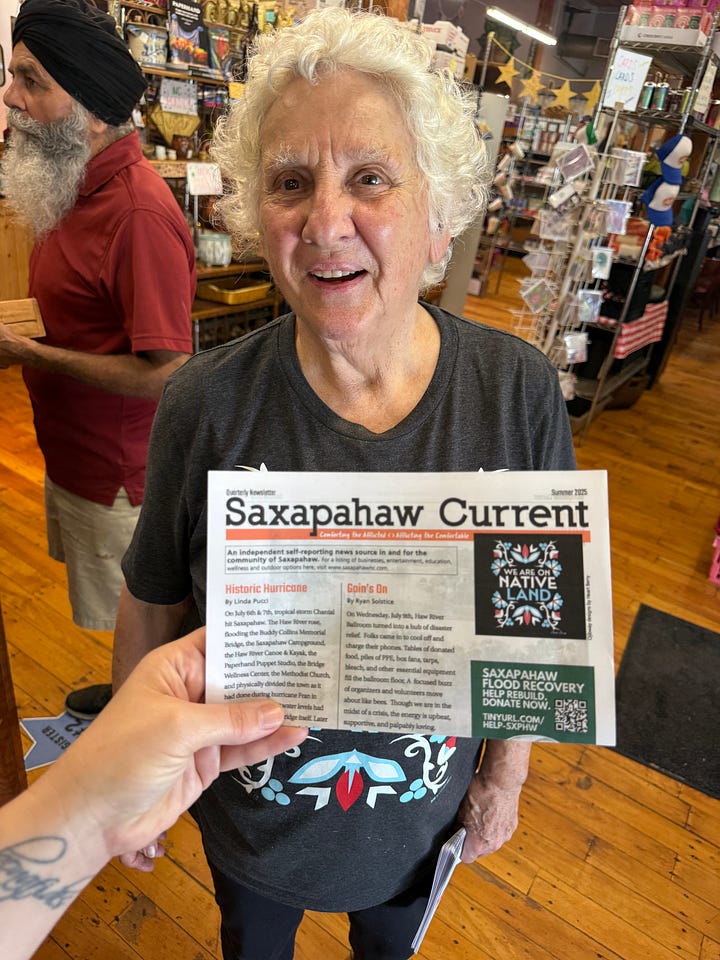 Quarterly Newsletter
Summer 2025
Saxapahaw Current
Comforting the Afflicted <> Afflicting the Comfortable
An independent self-reporting news source in and for the
community of Saxapahaw. For a listing of businesses, entertainment, education,
wellness and outdoor options here, visit www.saxapahawnc.com.
Historic Hurricane
By Linda Pucci
On July 6th & 7th, tropical storm Chantal
hit Saxapahaw. The Haw River rose,
flooding the Buddy Collins Memorial
Bridge, the Saxapahaw Campground,
the Haw River Canoe & Kayak, the
Paperhand Puppet Studio, the Bridge
Wellness Center, the Methodist Church,
and physically divided the town as it
had done during hurricane Fran in
water levels had
ridge itself. Later
Goin's On
By Ryan Solstice
On Wednesday, July 9th, Haw River
Ballroom turned into a hub of disaster
relief. Folks came in to cool off and
charge their phones. Tables of donated
food, piles of PPE, box fans, tarps,
bleach, and other essential equipment
fill the ballroom floor. A focused buzz
of organizers and volunteers move
about like bees. Though we are in the
midst of a crisis, the energy is upbeat,
supportive, and palpably loving.
WE ARE ON
NATIVE
LAND
SAXAPAHAW
FLOOD RECOVERY
HELP REBUILD.
DONATE NOW.
TINYURL.COM/
HELP-SXPHW
PAPERHAND
CARDS
CARDS